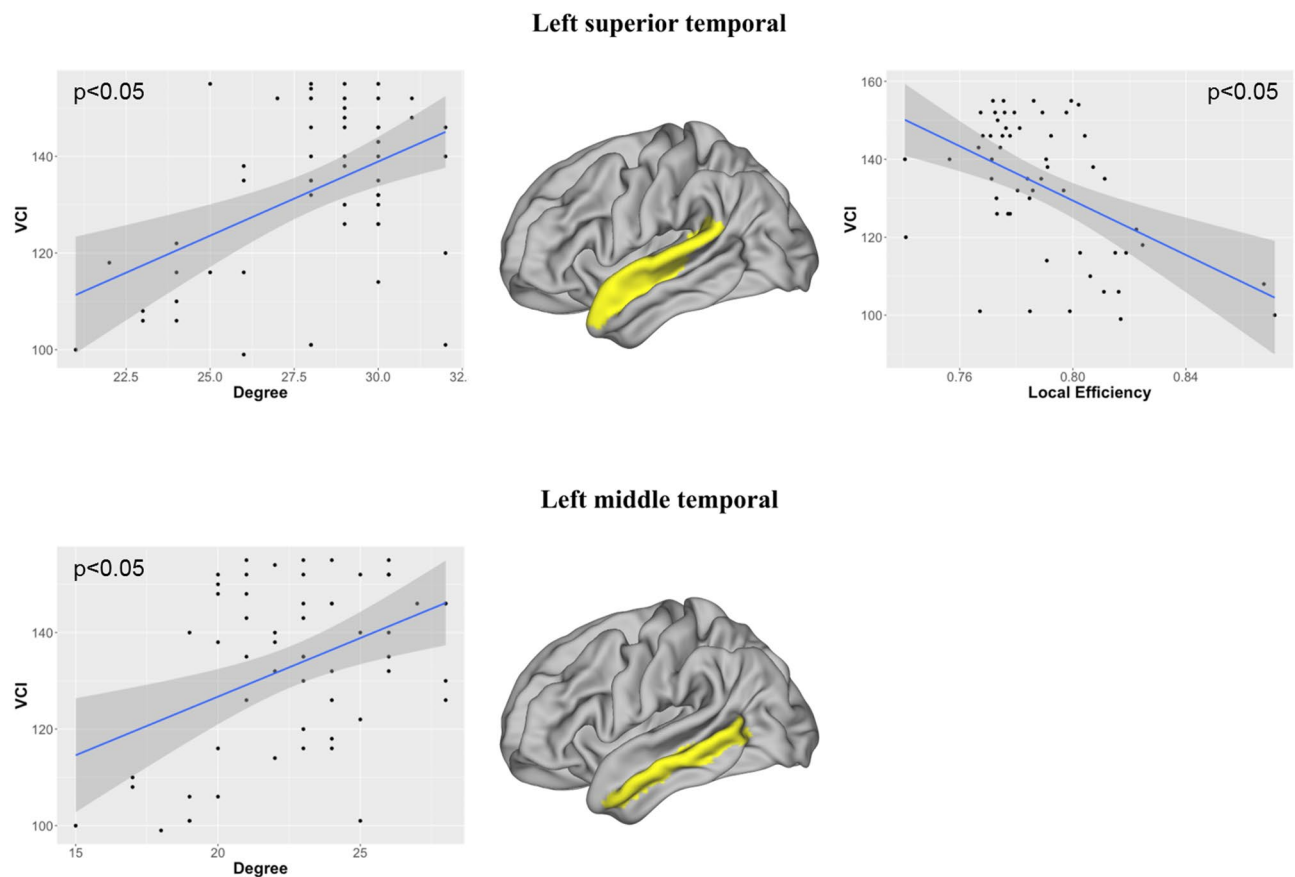 Left superior temporal
p<0.05
140
120
100
VCI
22.5 25.0 27.5 30.0 32.
Degree
p<0.05
160
140
120
100
VCI
0.76 0.80 0.84
Local Efficiency
Left middle temporal
p<0.05
140
120
100
VCI
15 20 25
Degree